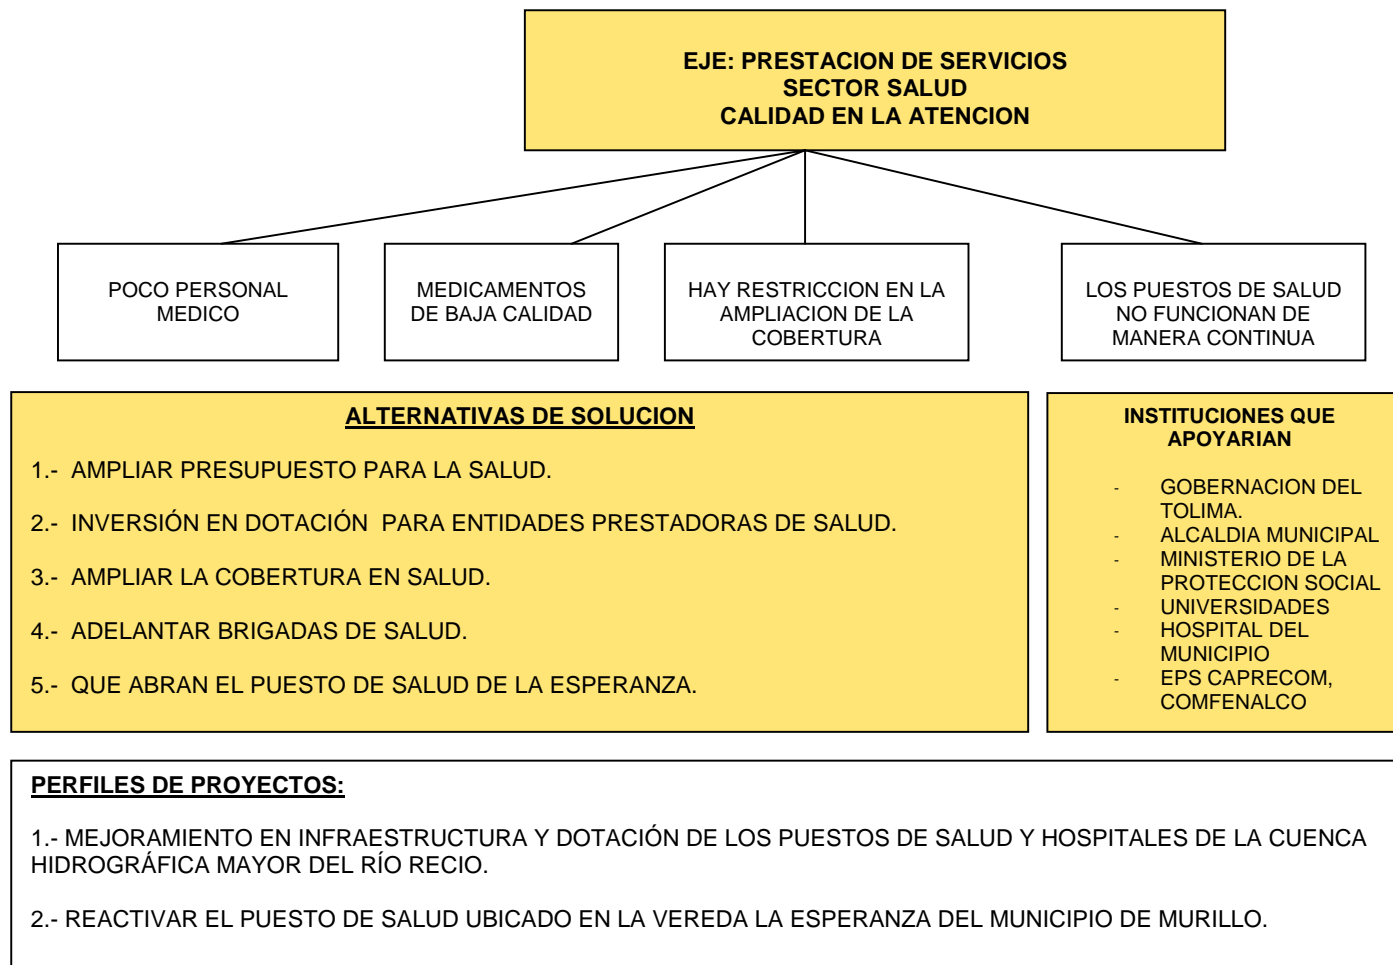 EJE: PRESTACION DE SERVICIOS
SECTOR SALUD
CALIDAD EN LA ATENCION
POCO PERSONAL
MEDICO
MEDICAMENTOS
DE BAJA CALIDAD
HAY RESTRICCION EN LA
AMPLIACION DE LA
COBERTURA
LOS PUESTOS DE SALUD
NO FUNCIONAN DE
MANERA CONTINUA
ALTERNATIVAS DE SOLUCION
1.- AMPLIAR PRESUPUESTO PARA LA SALUD.
2.- INVERSIÓN EN DOTACIÓN  PARA ENTIDADES PRESTADORAS DE SALUD.
3.- AMPLIAR LA COBERTURA EN SALUD.
4.- ADELANTAR BRIGADAS DE SALUD.
5.- QUE ABRAN EL PUESTO DE SALUD DE LA ESPERANZA.
INSTITUCIONES QUE
APOYARIAN
- GOBERNACION DEL
TOLIMA.
- ALCALDIA MUNICIPAL
- MINISTERIO DE LA
PROTECCION SOCIAL
- UNIVERSIDADES
- HOSPITAL DEL
MUNICIPIO
- EPS CAPRECOM,
COMFENALCO
PERFILES DE PROYECTOS:
1.- MEJORAMIENTO EN INFRAESTRUCTURA Y DOTACIÓN DE LOS PUESTOS DE SALUD Y HOSPITALES DE LA CUENCA
HIDROGRÁFICA MAYOR DEL RÍO RECIO.
2.- REACTIVAR EL PUESTO DE SALUD UBICADO EN LA VEREDA LA ESPERANZA DEL MUNICIPIO DE MURILLO.